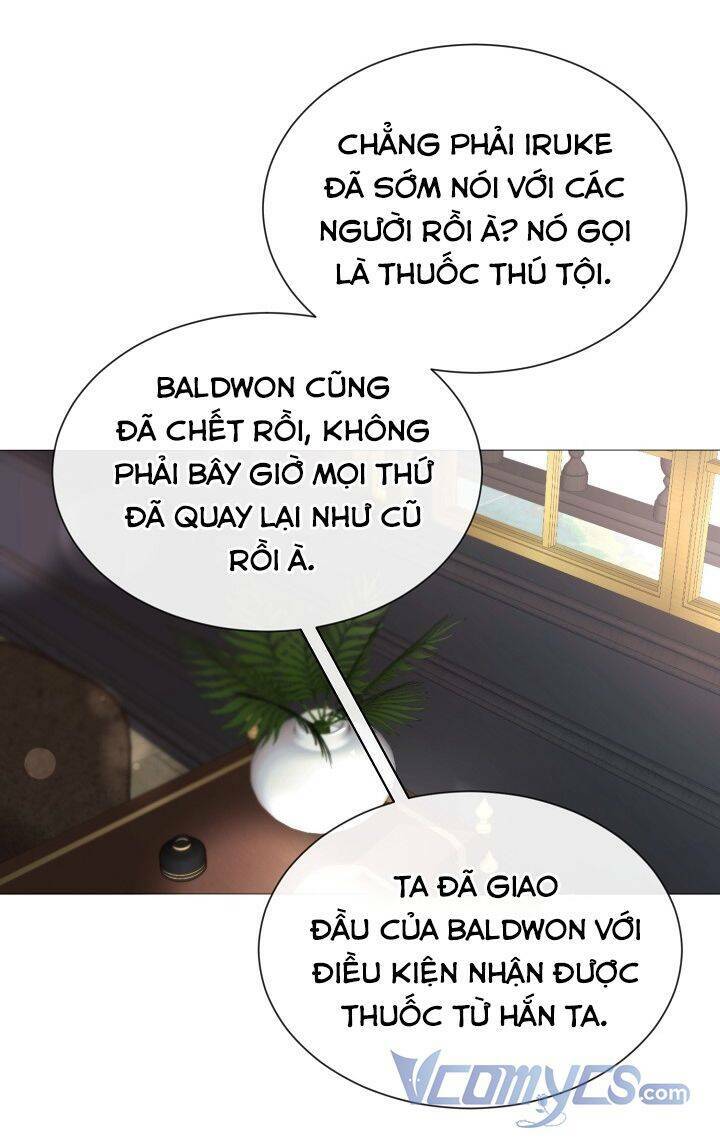 CHẲNG PHẢI IRUKE
ĐÃ SỚM NÓI VỚI CÁC
NGƯỜI RỒI À? NÓ GỌI
LÀ THUỐC THÚ TỘI.
BALDWON CŨNG
ĐÃ CHẾT RỒI, KHÔNG
PHẢI BÂY GIỜ MỌI THỨ
ĐÃ QUAY LẠI NHƯ CŨ
RỒI À.
TA ĐÃ GIAO
ĐẦU CỦA BALDWON VỚI
ĐIỀU KIỆN NHẬN ĐƯỢC
THUỐC TỪ HẮN TA.
VCOMYCS.com